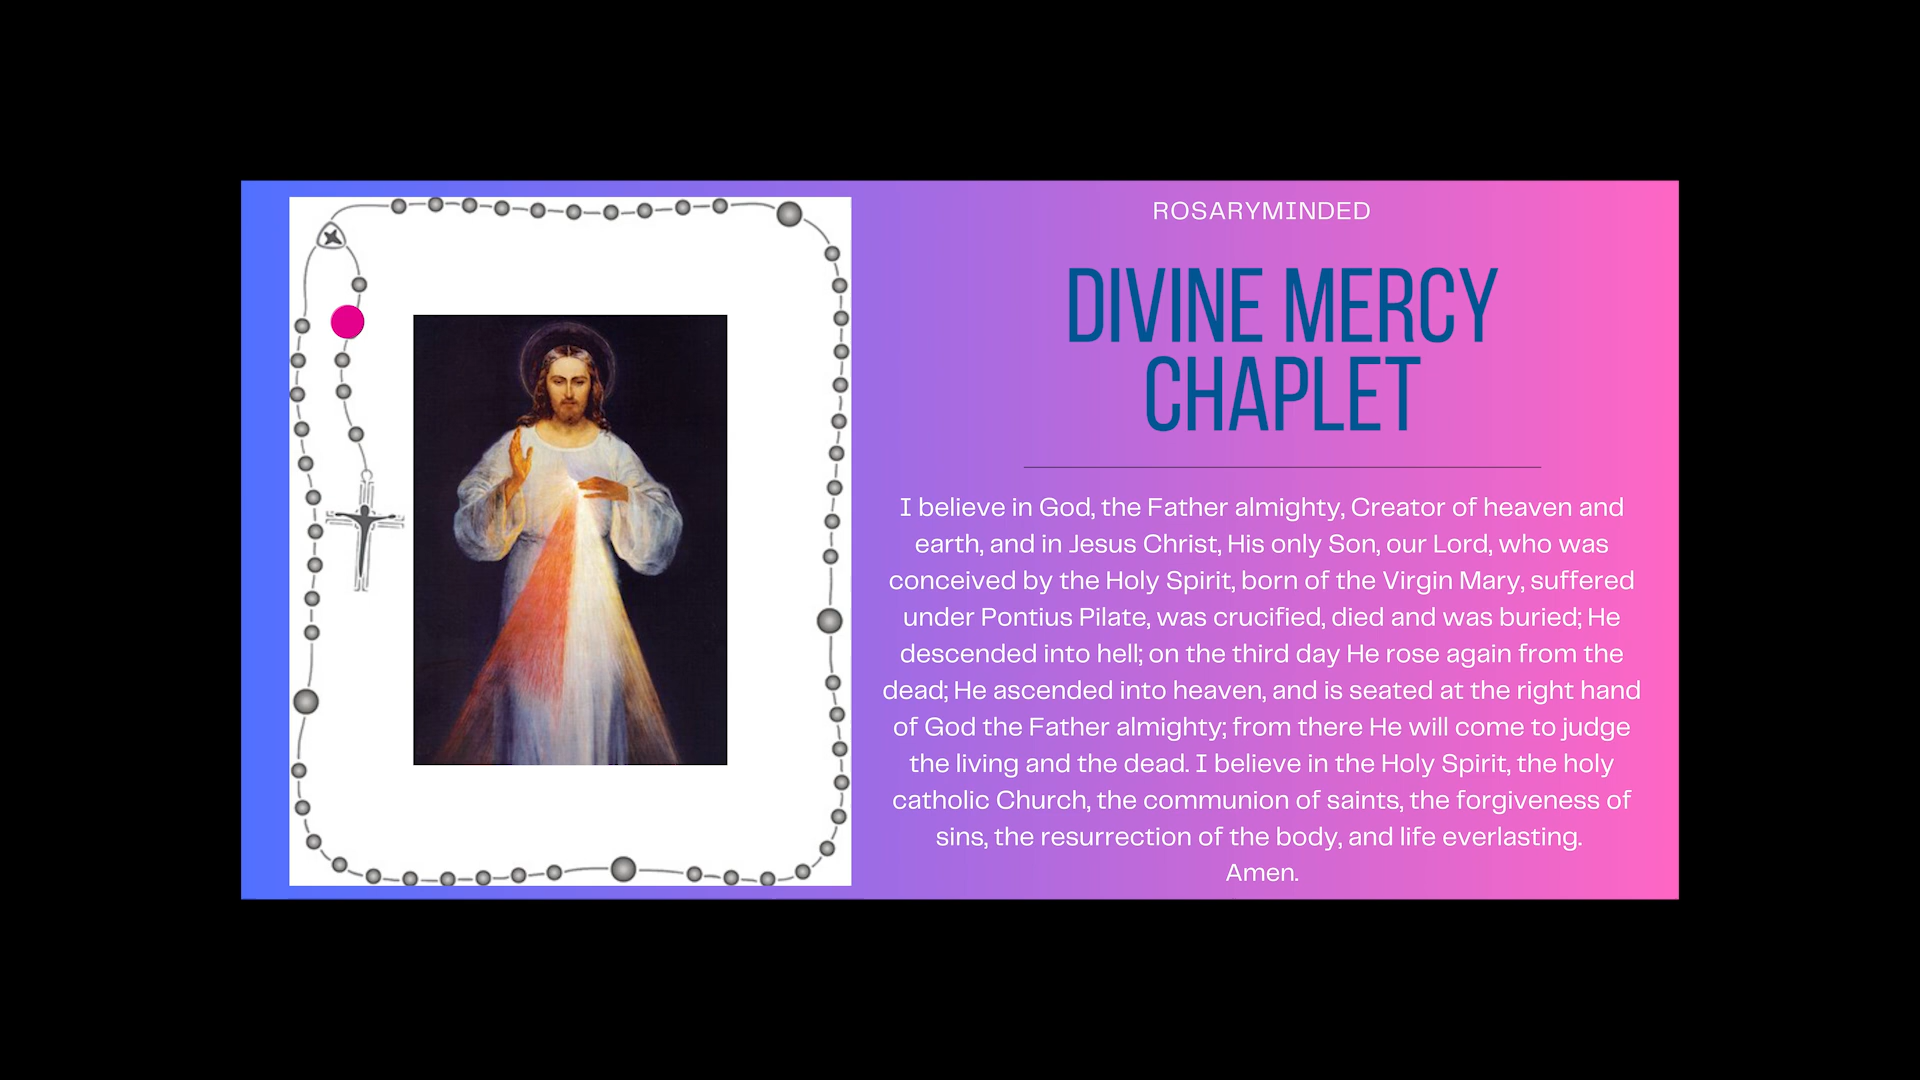 ROSARYMINDED
DIVINE MERCY
CHAPLET
I believe in God, the Father almighty, Creator of heaven and
earth, and in Jesus Christ, His only Son, our Lord, who was
conceived by the Holy Spirit, born of the Virgin Mary, suffered
under Pontius Pilate, was crucified, died and was buried; He
descended into hell; on the third day He rose again from the
dead; He ascended into heaven, and is seated at the right hand
of God the Father almighty; from there He will come to judge
the living and the dead. I believe in the Holy Spirit, the holy
catholic Church, the communion of saints, the forgiveness of
sins, the resurrection of the body, and life everlasting.
Amen.